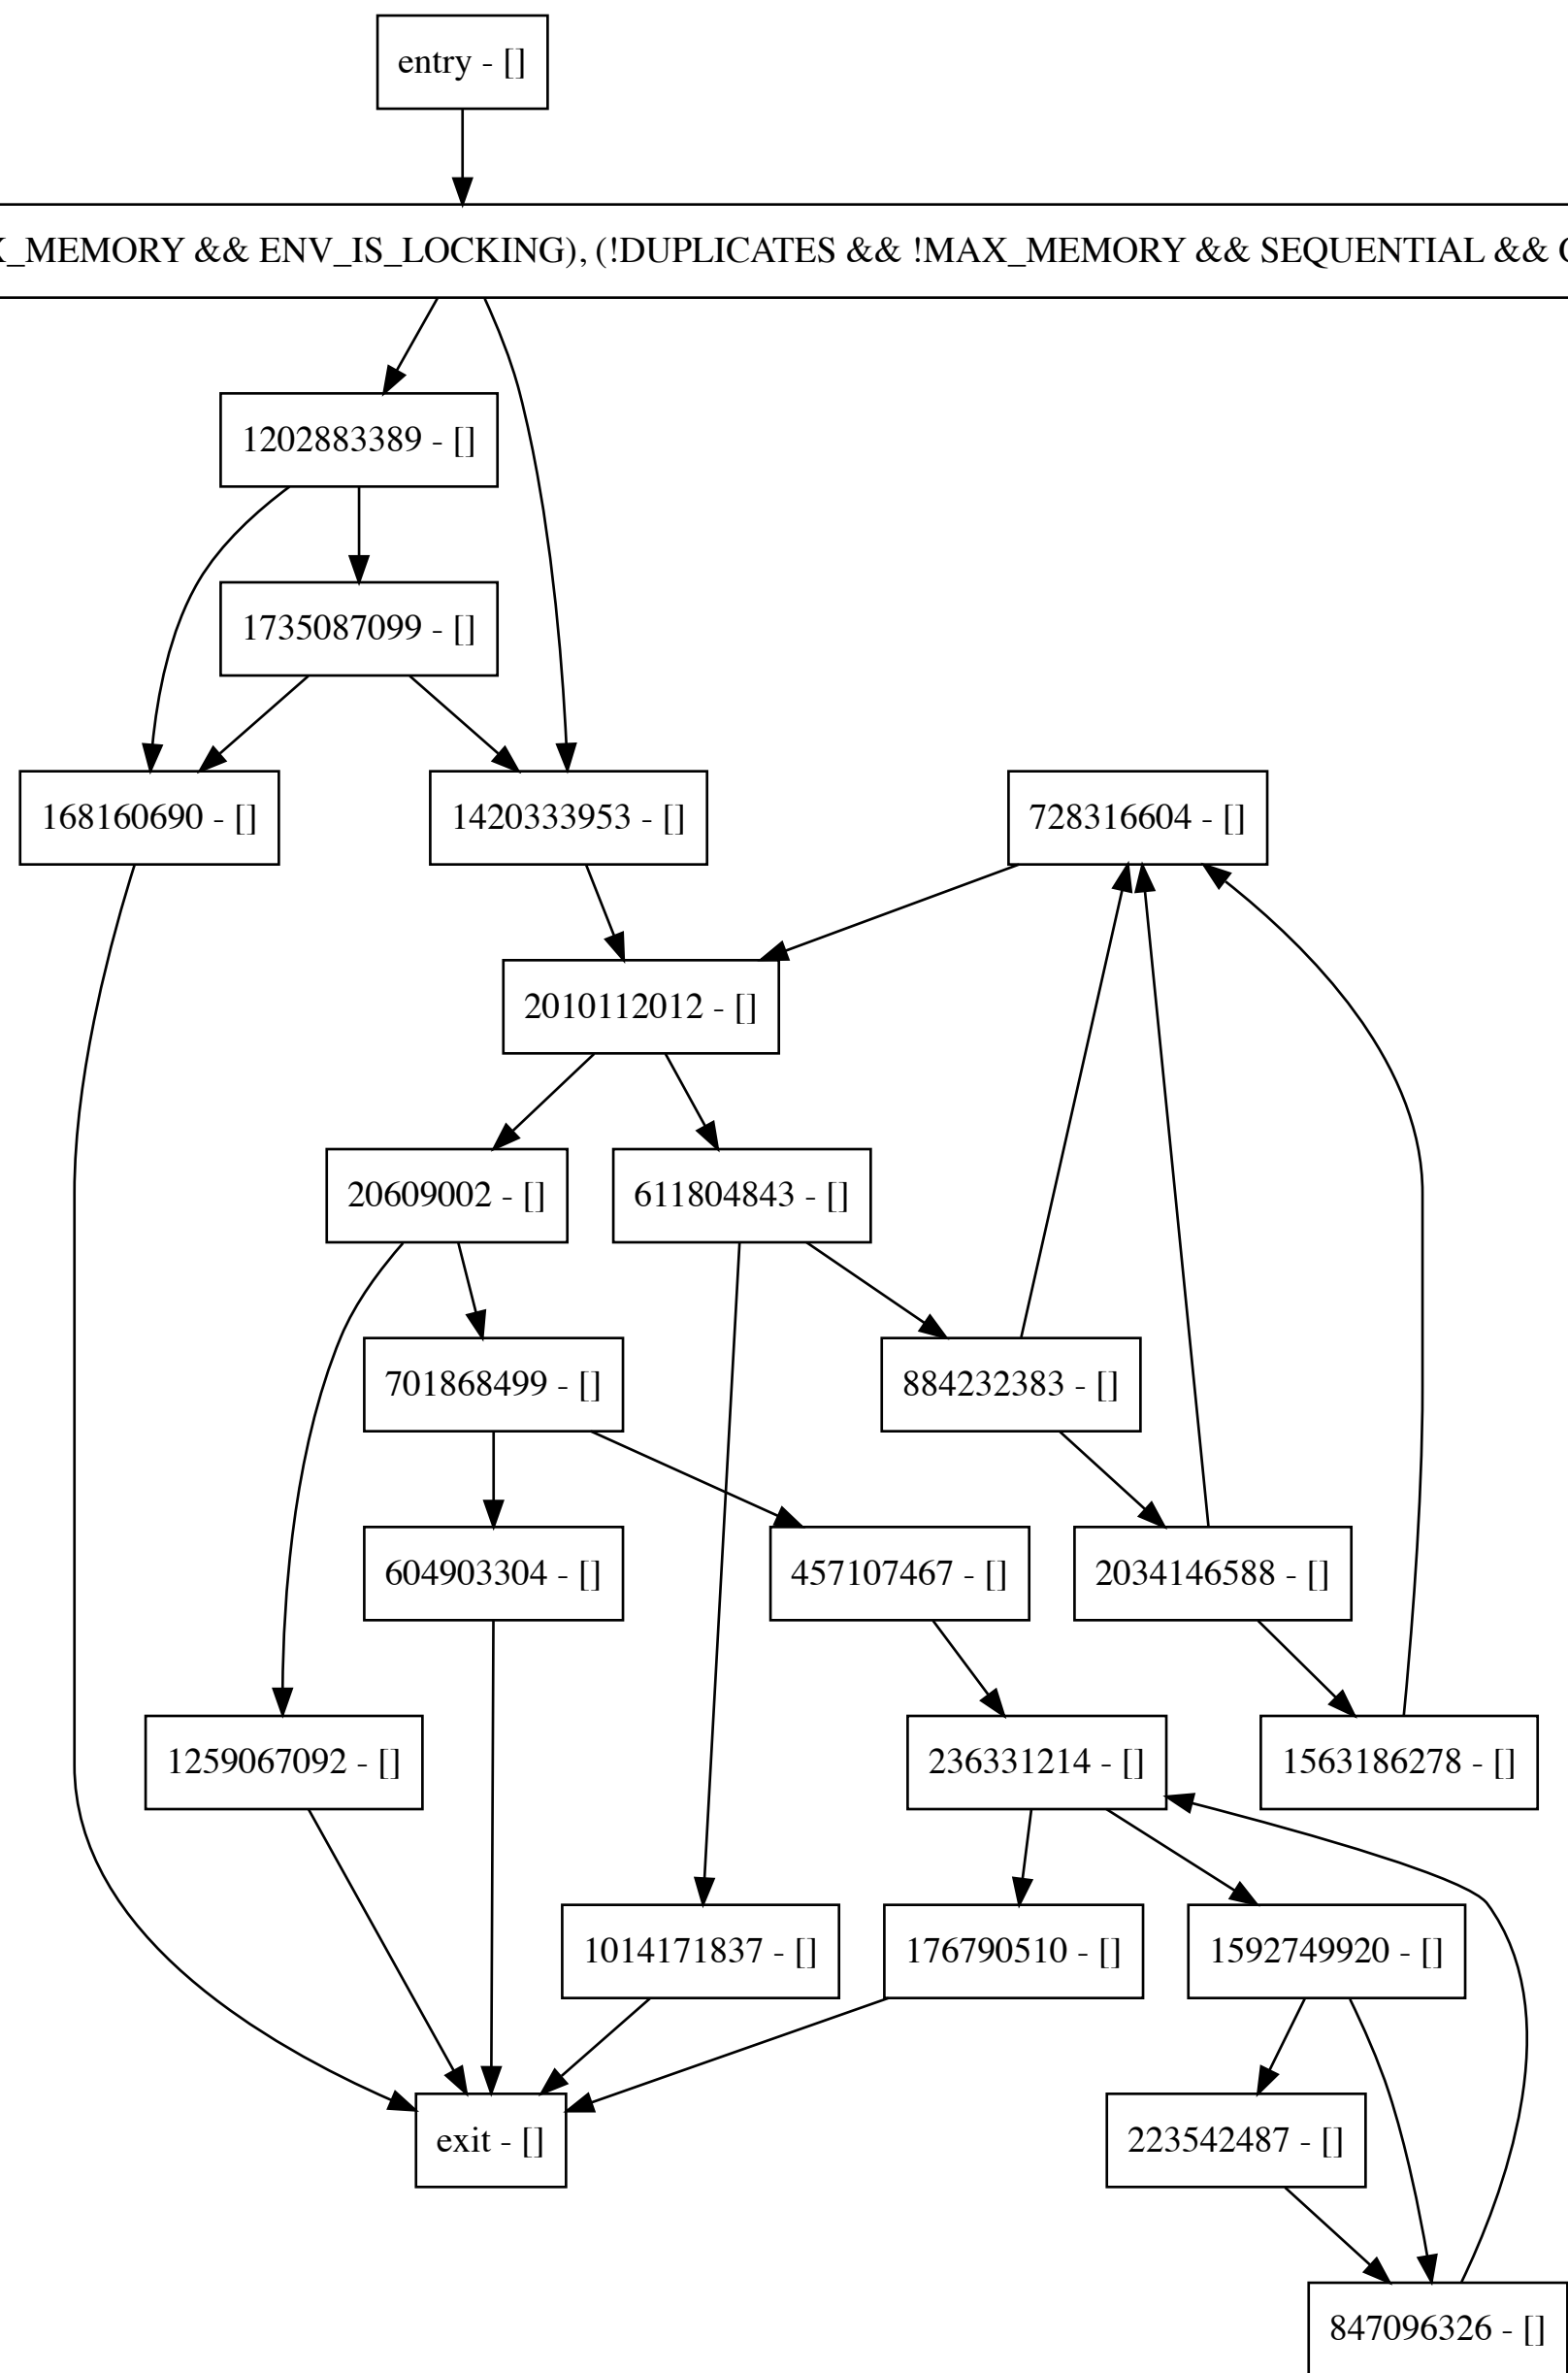 entry - []
_MEMORY && ENV_IS_LOCKING), (!DUPLICATES && !MAX_MEMORY && SEQUENTIAL &&
1202883389 - []
1735087099 - []
168160690 - []
1420333953 - []
728316604 - []
2010112012 - []
20609002 - []
611804843 - []
701868499 - []
884232383 - []
604903304 - []
457107467 - []
2034146588 - []
1259067092 - []
236331214 - []
1563186278 - []
1014171837 - []
176790510 - []
1592749920 - []
exit - []
223542487 - []
847096326 - []